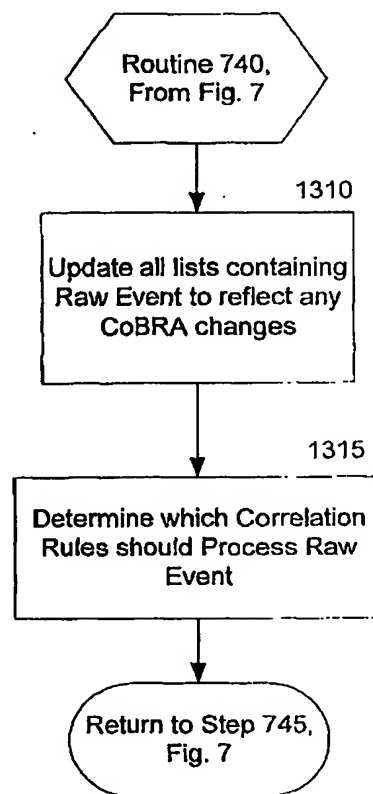 Routine 740,
From Fig. 7
1310
Update all lists containing
Raw Event to reflect any
CoBRA changes
1315
Determine which Correlation
Rules should Process Raw
Event
Return to Step 745,
Fig. 7